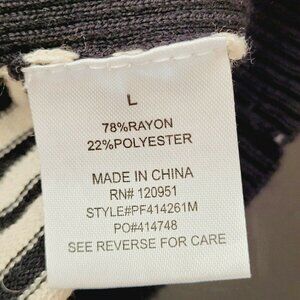 L
78%RAYON
22%POLYESTER
MADE IN CHINA
RN# 120951
STYLE#PF414261M
PO#414748
SEE REVERSE FOR CARE